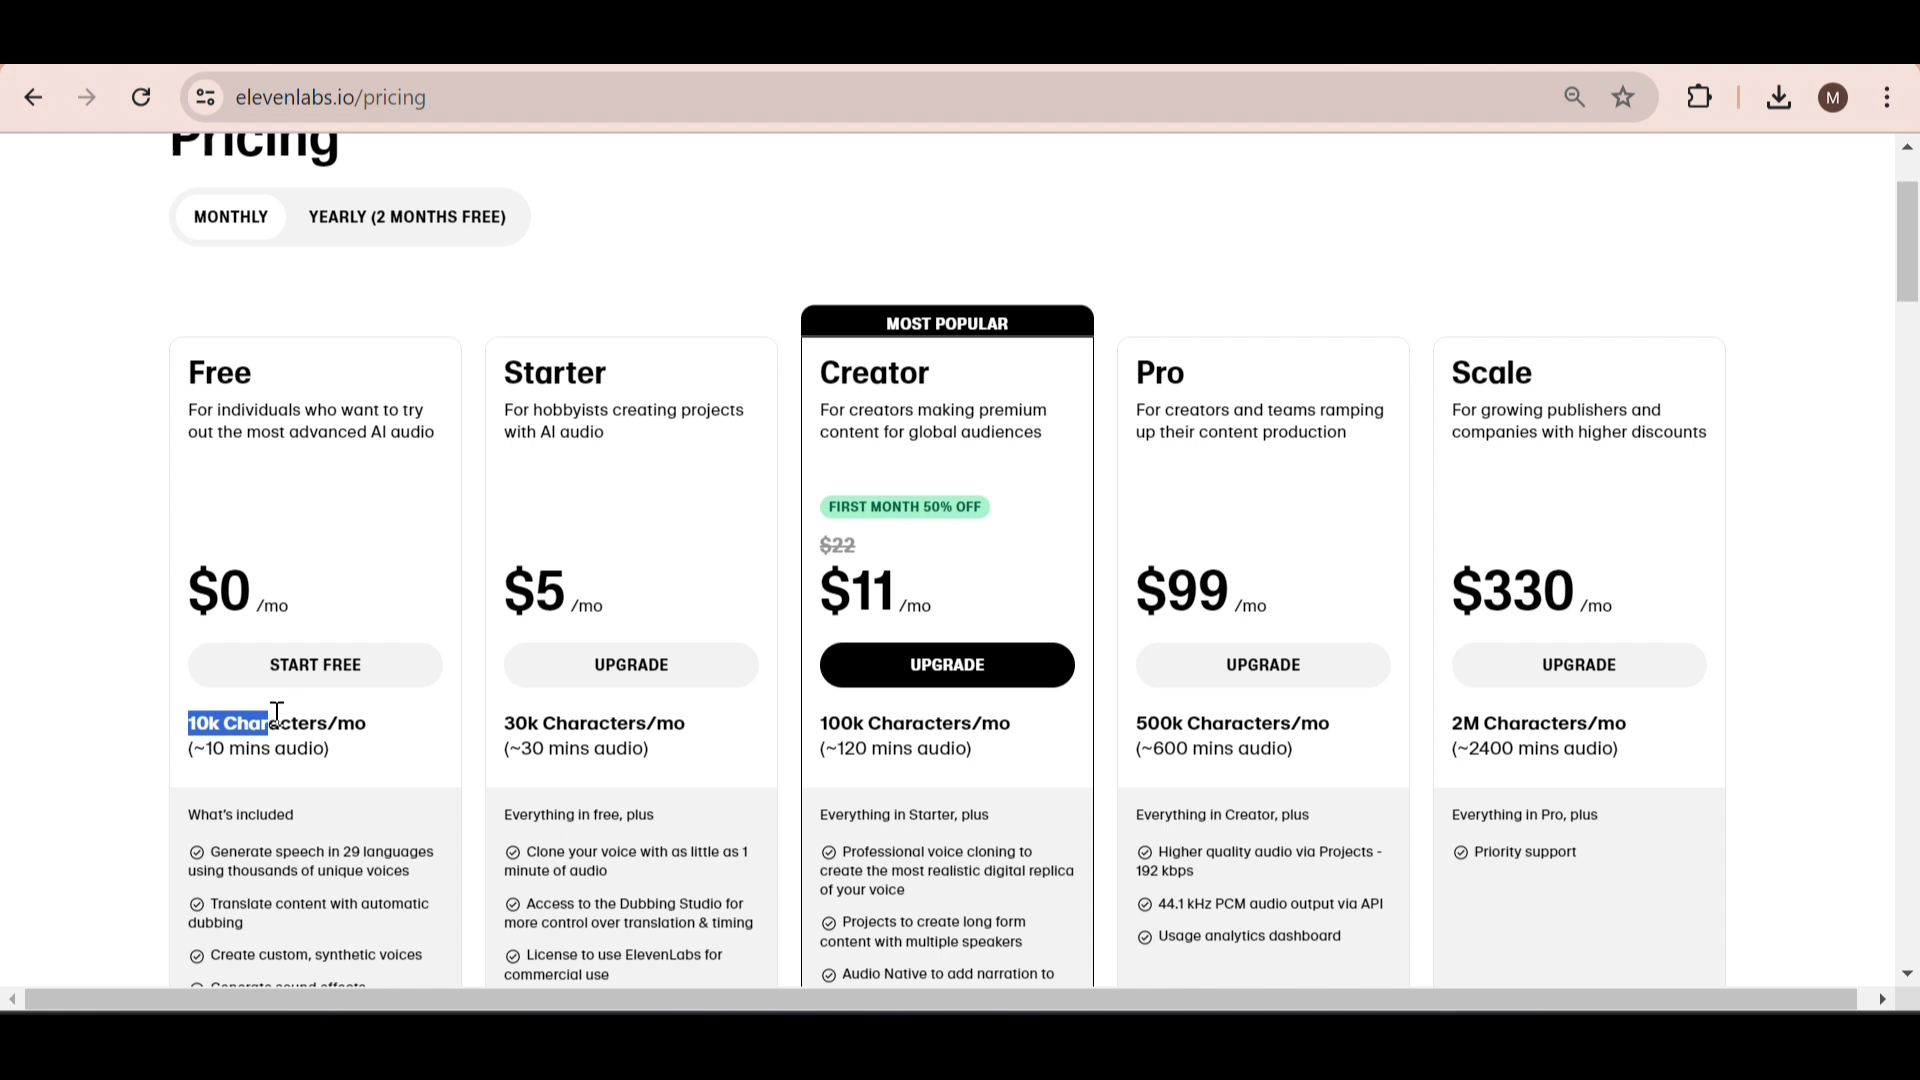 elevenlabs.io/pricing
M
Pricing
MONTHLY
YEARLY (2 MONTHS FREE)
MOST POPULAR
Free
For individuals who want to try
out the most advanced AI audio
$0 /mo
START FREE
10k Characters/mo
(~10 mins audio)
What's included
Generate speech in 29 languages
using thousands of unique voices
Translate content with automatic
dubbing
Create custom, synthetic voices
Generate sound effects
Starter
For hobbyists creating projects
with AI audio
$5 /mo
UPGRADE
30k Characters/mo
(~30 mins audio)
Everything in free, plus
Clone your voice with as little as 1
minute of audio
Access to the Dubbing Studio for
more control over translation & timing
License to use ElevenLabs for
commercial use
Creator
For creators making premium
content for global audiences
FIRST MONTH 50% OFF
$22
$11 /mo
UPGRADE
100k Characters/mo
(~120 mins audio)
Everything in Starter, plus
Professional voice cloning to
create the most realistic digital replica
of your voice
Projects to create long form
content with multiple speakers
Audio Native to add narration to
Pro
For creators and teams ramping
up their content production
$99 /mo
UPGRADE
500k Characters/mo
(~600 mins audio)
Everything in Creator, plus
Higher quality audio via Projects -
192 kbps
44.1 kHz PCM audio output via API
Usage analytics dashboard
Scale
For growing publishers and
companies with higher discounts
$330 /mo
UPGRADE
2M Characters/mo
(~2400 mins audio)
Everything in Pro, plus
Priority support